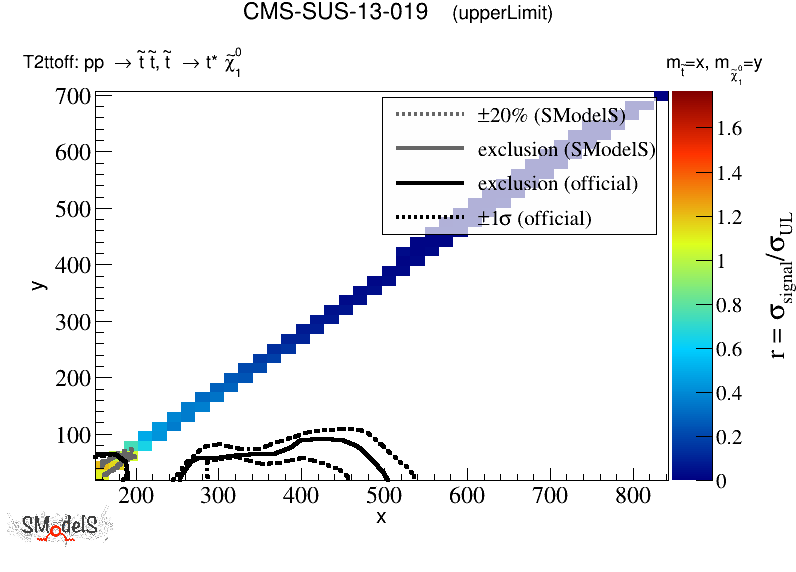 CMS-SUS-13-019 (upperLimit)
T2ttoff: pp → t̃ t̃, t̃ → t* χ̃₁⁰
m_t̃=x, m_χ̃₁⁰=y
±20% (SModelS)
exclusion (SModelS)
exclusion (official)
±1σ (official)
700
600
500
400
300
200
100
y
200 300 400 500 600 700 800
x
1.6
1.4
1.2
1
0.8
0.6
0.4
0.2
0
r = σ_signal/σ_UL
SModelS